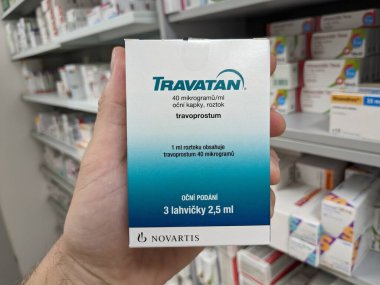 TRAVATAN®
40 mikrogramů/ml
oční kapky, roztok
travoprostum
1 ml roztoku obsahuje
travoprostum 40 mikrogramů
OČNÍ PODÁNÍ
3 lahvičky 2,5 ml
NOVARTIS